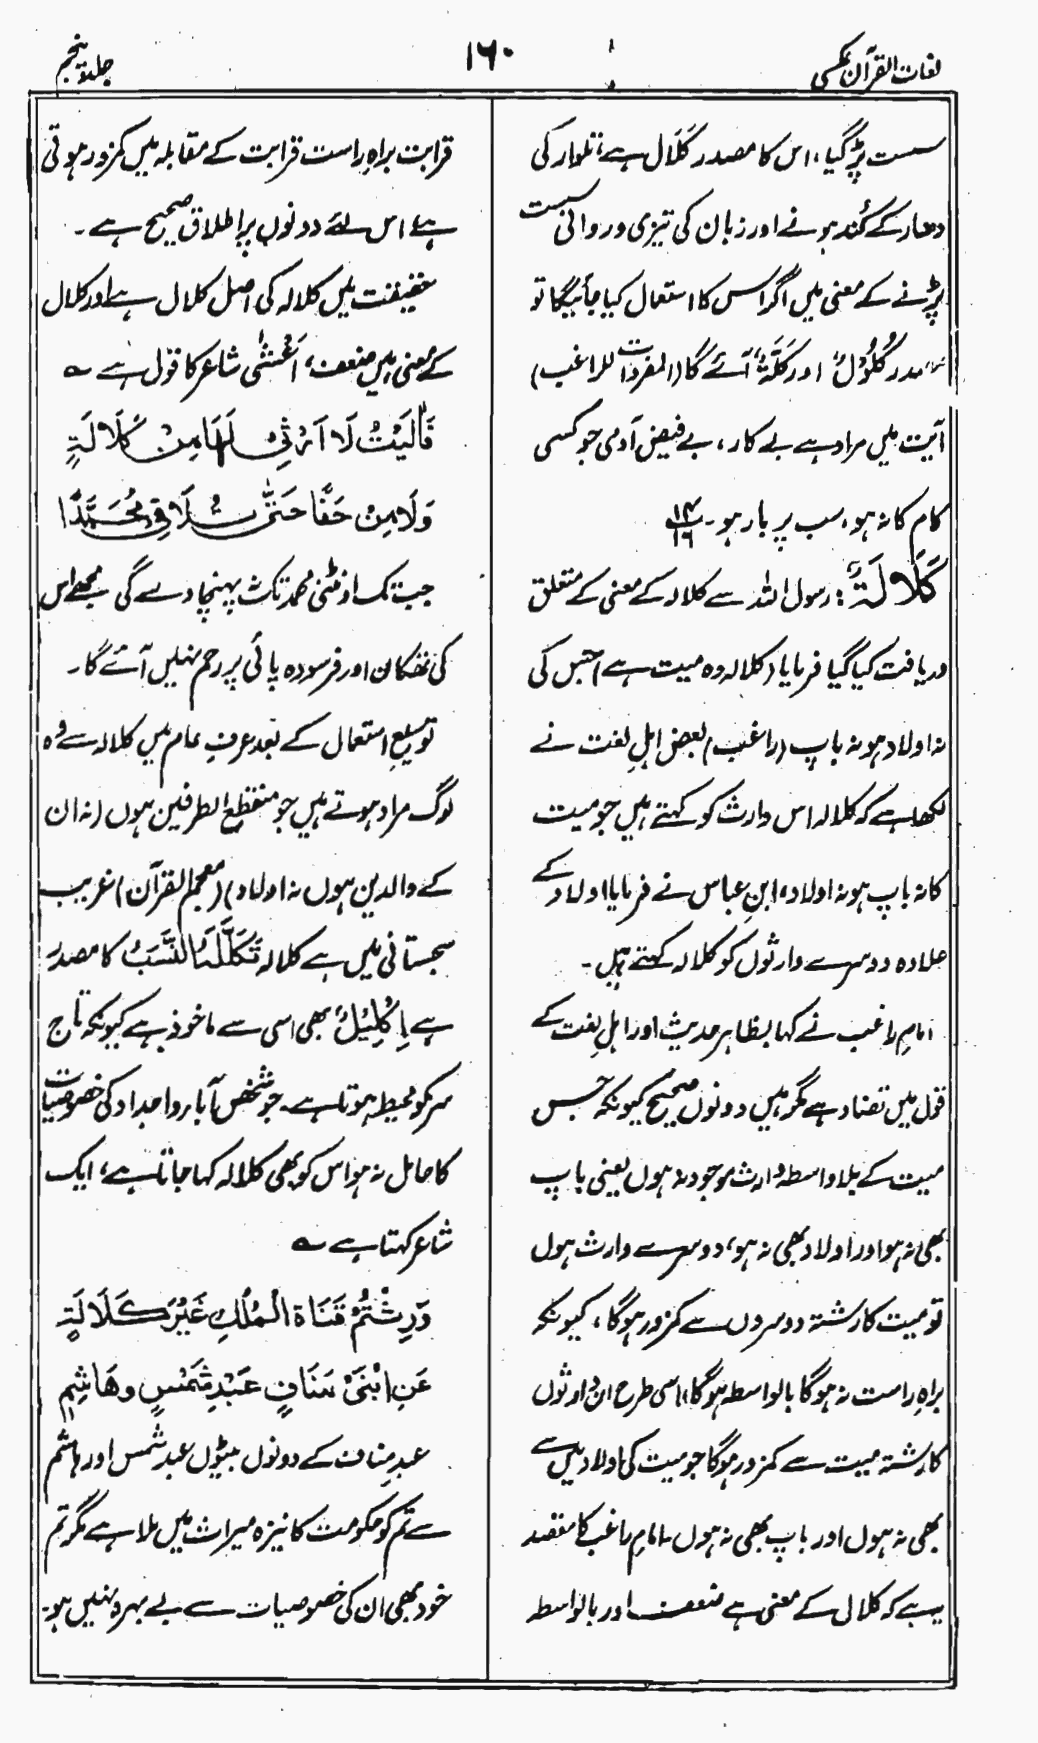 لغات القرآن عکسی
۱۶۰
جلد پنجم
سست پڑ گیا، اس کا مصدر کَلَال ہے، تلوار کی
دھار کے کُند ہونے اور زبان کی تیزی و روانی سست
پڑنے کے معنی میں اگر اس کا استعمال کیا جائیگا تو
مصدر کُلُوْلٌ اور کَلَّۃٌ آئے گا (المفردات للراغب)
آیت میں مراد ہے بے کار، بے فیض آدمی جو کسی
کام کا نہ ہو، سب پر بار ہو۔ ۱۴/۱۶
کَلَالَۃً: رسول اللہ سے کلالہ کے معنی کے متعلق
دریافت کیا گیا فرمایا (کلالہ وہ میت ہے) جس کی
نہ اولاد ہو نہ باپ (راغب) بعض اہلِ لغت نے
لکھا ہے کہ کلالہ اس وارث کو کہتے ہیں جو میت
کا نہ باپ ہو نہ اولاد، ابنِ عباس نے فرمایا اولاد کے
علاوہ دوسرے وارثوں کو کلالہ کہتے ہیں۔
امامِ راغب نے کہا بظاہر حدیث اور اہلِ لغت کے
قول میں تضاد ہے مگر ہیں دونوں صحیح کیونکہ جس
میت کے بلا واسطہ وارث موجود نہ ہوں یعنی باپ
بھی نہ ہو اور اولاد بھی نہ ہو، دوسرے وارث ہوں
تو میت کا رشتہ دوسروں سے کمزور ہوگا، کیونکہ
براہِ راست نہ ہوگا بالواسطہ ہوگا، اسی طرح ان وارثوں
کا رشتہ میت سے کمزور ہوگا جو میت کی اولاد میں سے
بھی نہ ہوں اور باپ بھی نہ ہوں۔ امامِ راغب کا مقصد
یہ ہے کہ کلال کے معنی ہے ضعف اور بالواسطہ
قرابت براہِ راست قرابت کے مقابلہ میں کمزور ہوتی
ہے، اس لئے دونوں پر اطلاق صحیح ہے۔
حقیقت میں کلالہ کی اصل کلال ہے اور کلال
کے معنی ہیں ضعف، اَعْشٰی شاعر کا قول ہے ؎
فَاٰلَیْتُ لَا اَرْثِیْ لَھَا مِنْ کَلَالَۃٍ
وَلَا مِنْ حَفًا حَتّٰی تُلَاقِیْ مُحَمَّدًا
جب تک اونٹنی محمد تک نہ پہنچا دے گی مجھے اس
کی تھکان اور فرسودہ پائی پر رحم نہیں آئے گا۔
توسیعِ استعمال کے بعد عرفِ عام میں کلالہ سے وہ
لوگ مراد ہوتے ہیں جو منقطع الطرفین ہوں (نہ ان
کے والدین ہوں نہ اولاد) (معجم القرآن) غریب
سجستانی میں ہے کلالہ تَکَلَّلَہُ النَّسَبُ کا مصدر
ہے اِکْلِیْلٌ بھی اسی سے ماخوذ ہے کیونکہ تاج
سر کو محیط ہوتا ہے۔ جو شخص آباء و اجداد کی خصوصیات
کا حامل نہ ہو اس کو بھی کلالہ کہا جاتا ہے، ایک
شاعر کہتا ہے ؎
وَرِثْتُمْ قَنَاۃَ الْمُلْکِ غَیْرَ کَلَالَۃٍ
عَنِ ابْنَیْ مَنَافٍ عَبْدِ شَمْسٍ وھَاشِمٖ
عبدِ مناف کے دونوں بیٹوں عبد شمس اور ہاشم
سے تم کو حکومت کا نیزہ میراث میں ملا ہے مگر تم
خود بھی ان کی خصوصیات سے بے بہرہ نہیں ہو۔